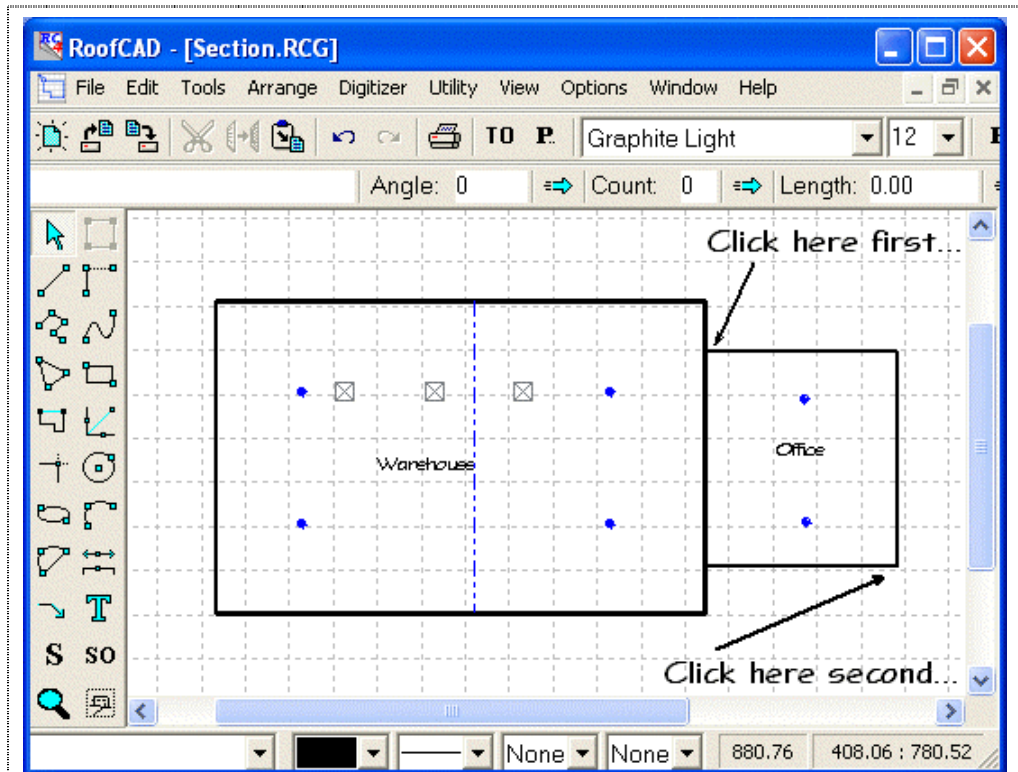 RoofCAD - [Section.RCG]
File Edit Tools Arrange Digitizer Utility View Options Window Help
TO P.. Graphite Light 12
Angle: 0 Count: 0 Length: 0.00
Click here first...
Warehouse
Office
T
S SO
Click here second...
None None 880.76 408.06 : 780.52